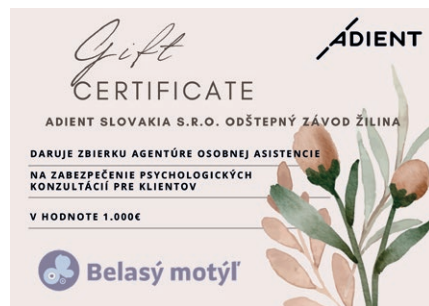 Gift
CERTIFICATE
ADIENT
ADIENT SLOVAKIA S.R.O. ODŠTEPNÝ ZÁVOD ŽILINA
DARUJE ZBIERKU AGENTÚRE OSOBNEJ ASISTENCIE
NA ZABEZPEČENIE PSYCHOLOGICKÝCH
KONZULTÁCIÍ PRE KLIENTOV
V HODNOTE 1.000€
Belasý motýľ